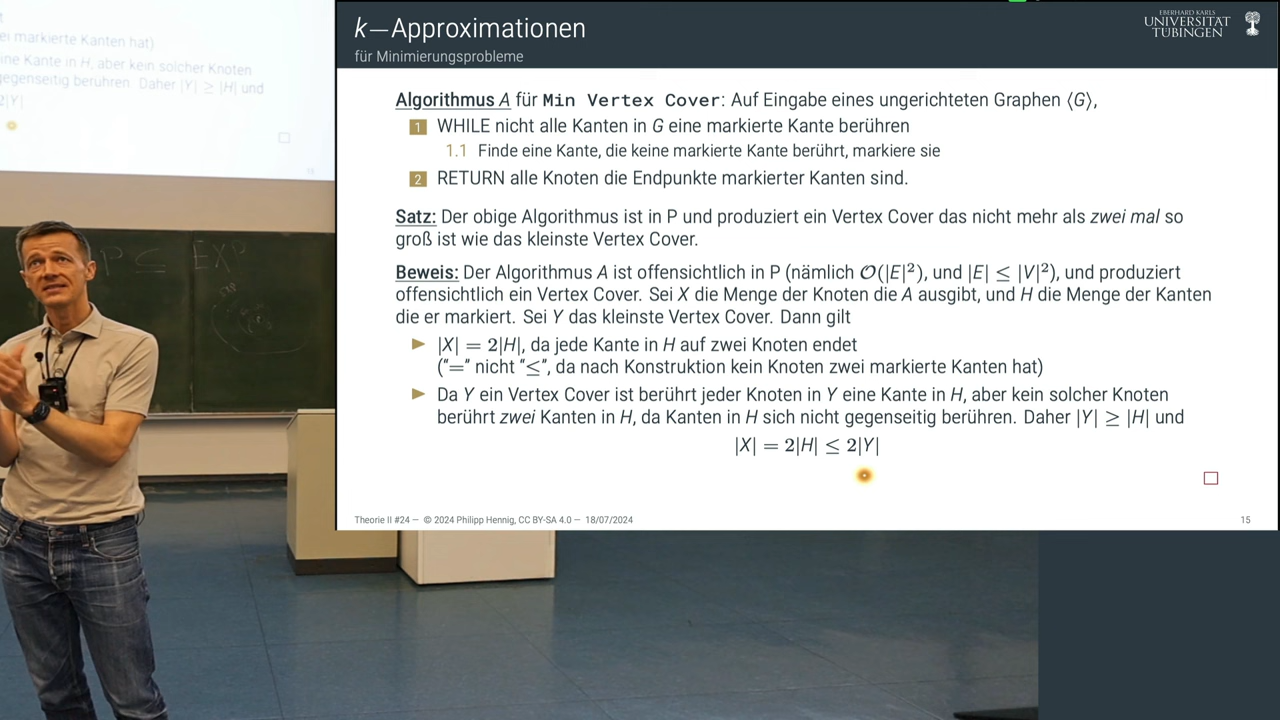 k—Approximationen
für Minimierungsprobleme
EBERHARD KARLS
UNIVERSITÄT
TÜBINGEN
Algorithmus A für Min Vertex Cover: Auf Eingabe eines ungerichteten Graphen ⟨G⟩,
1 WHILE nicht alle Kanten in G eine markierte Kante berühren
1.1 Finde eine Kante, die keine markierte Kante berührt, markiere sie
2 RETURN alle Knoten die Endpunkte markierter Kanten sind.
Satz: Der obige Algorithmus ist in P und produziert ein Vertex Cover das nicht mehr als zwei mal so
groß ist wie das kleinste Vertex Cover.
Beweis: Der Algorithmus A ist offensichtlich in P (nämlich O(|E|²), und |E| ≤ |V|²), und produziert
offensichtlich ein Vertex Cover. Sei X die Menge der Knoten die A ausgibt, und H die Menge der Kanten
die er markiert. Sei Y das kleinste Vertex Cover. Dann gilt
|X| = 2|H|, da jede Kante in H auf zwei Knoten endet
("=" nicht "≤", da nach Konstruktion kein Knoten zwei markierte Kanten hat)
Da Y ein Vertex Cover ist berührt jeder Knoten in Y eine Kante in H, aber kein solcher Knoten
berührt zwei Kanten in H, da Kanten in H sich nicht gegenseitig berühren. Daher |Y| ≥ |H| und
|X| = 2|H| ≤ 2|Y|
Theorie II #24 — © 2024 Philipp Hennig, CC BY-SA 4.0 — 18/07/2024
15
ei markierte Kanten hat)
ine Kante in H, aber kein solcher Knoten
gegenseitig berühren. Daher |Y| ≥ |H| und
2|Y|
P ⊆ EXP